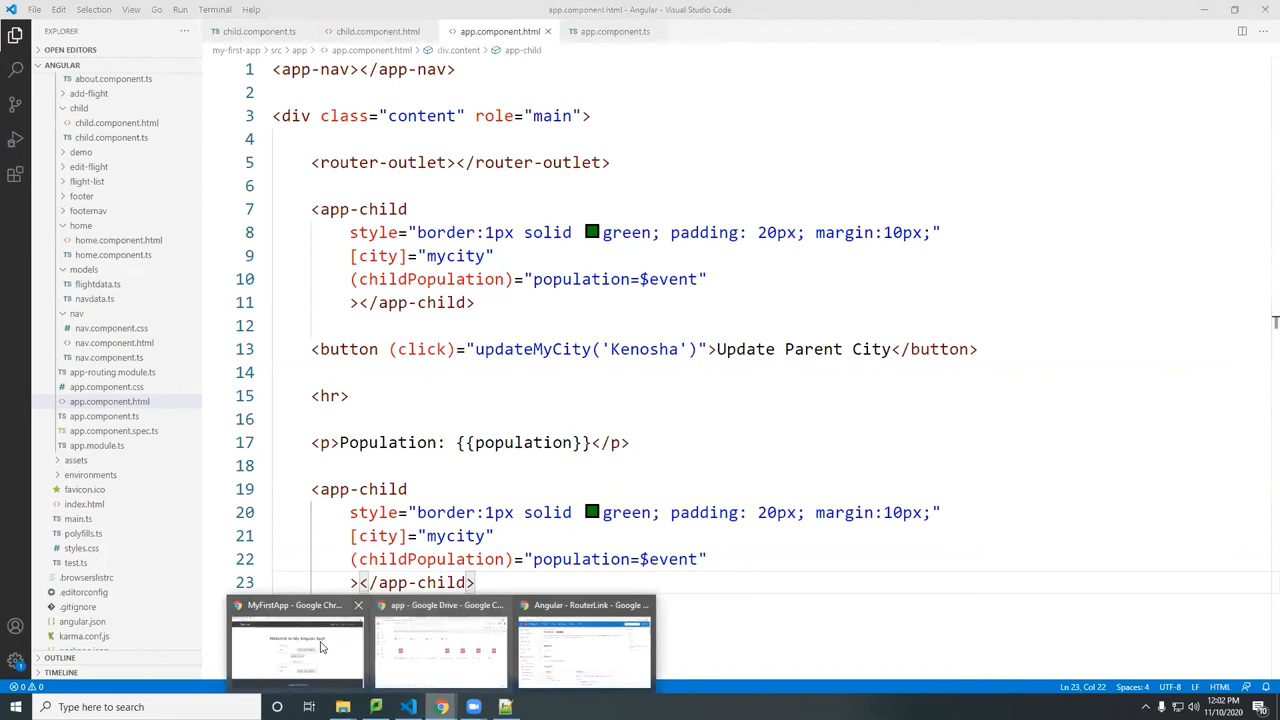 File Edit Selection View Go Run Terminal Help
app.component.html - Angular - Visual Studio Code
EXPLORER
child.component.ts child.component.html app.component.html app.component.ts
OPEN EDITORS
my-first-app > src > app > app.component.html > div.content > app-child
ANGULAR
about.component.ts
add-flight
child
child.component.html
child.component.ts
demo
edit-flight
flight-list
footer
footernav
home
home.component.html
home.component.ts
models
flightdata.ts
navdata.ts
nav
nav.component.css
nav.component.html
nav.component.ts
app-routing.module.ts
app.component.css
app.component.html
app.component.ts
app.component.spec.ts
app.module.ts
assets
environments
favicon.ico
index.html
main.ts
polyfills.ts
styles.css
test.ts
.browserslistrc
.editorconfig
.gitignore
angular.json
karma.conf.js
OUTLINE
TIMELINE
1 <app-nav></app-nav>
2
3 <div class="content" role="main">
4
5 <router-outlet></router-outlet>
6
7 <app-child
8 style="border:1px solid green; padding: 20px; margin:10px;"
9 [city]="mycity"
10 (childPopulation)="population=$event"
11 ></app-child>
12
13 <button (click)="updateMyCity('Kenosha')">Update Parent City</button>
14
15 <hr>
16
17 <p>Population: {{population}}</p>
18
19 <app-child
20 style="border:1px solid green; padding: 20px; margin:10px;"
21 [city]="mycity"
22 (childPopulation)="population=$event"
23 ></app-child>
MyFirstApp - Google Chr... app - Google Drive - Google C... Angular - RouterLink - Google ...
Welcome to My Angular App!
0 0
Ln 23, Col 22 Spaces: 4 UTF-8 LF HTML
Type here to search
12:02 PM
11/10/2020